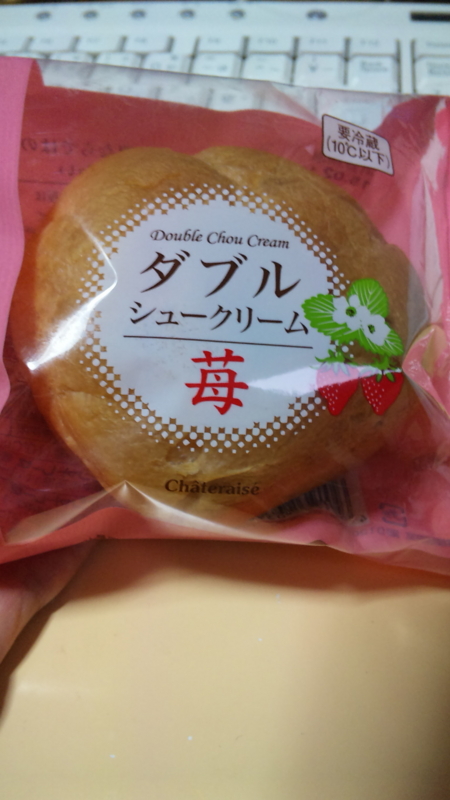 要冷蔵
(10℃以下)
Double Chou Cream
ダブル
シュークリーム
苺
Châteraisé